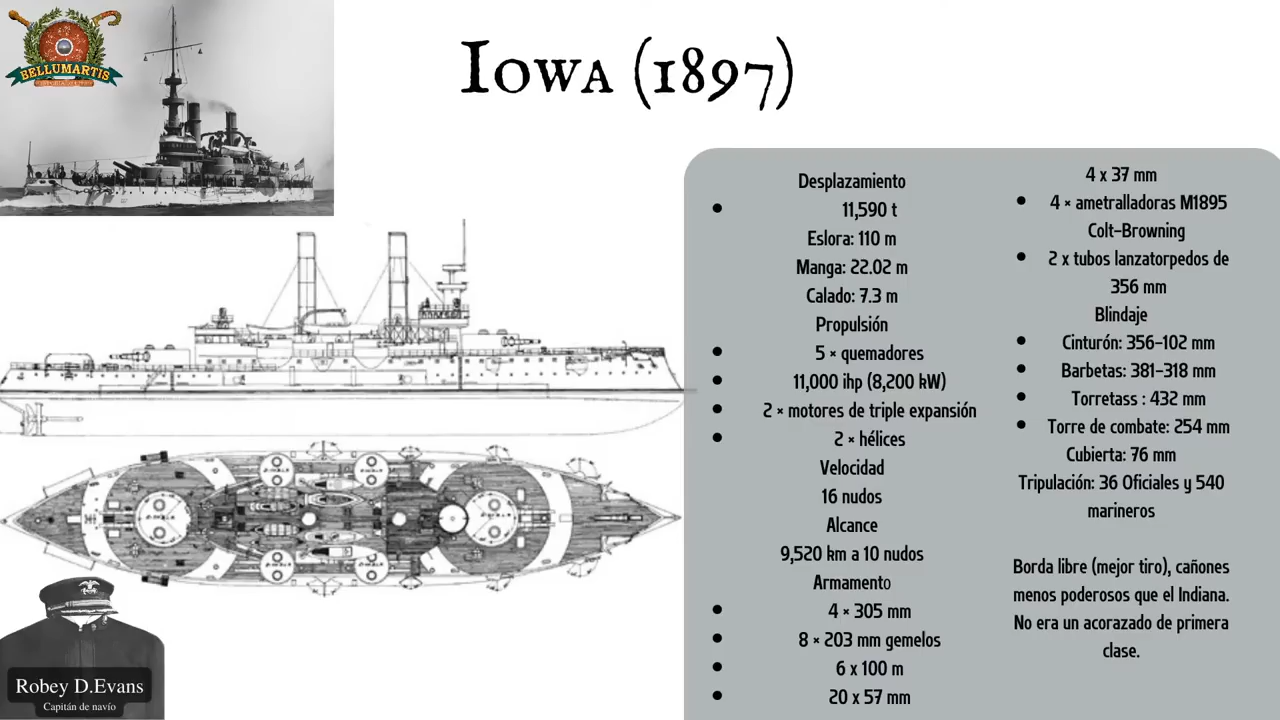 BELLUMARTIS
Iowa (1897)
Desplazamiento
• 11,590 t
Eslora: 110 m
Manga: 22.02 m
Calado: 7.3 m
Propulsión
• 5 × quemadores
• 11,000 ihp (8,200 kW)
• 2 × motores de triple expansión
• 2 × hélices
Velocidad
16 nudos
Alcance
9,520 km a 10 nudos
Armamento
• 4 × 305 mm
• 8 × 203 mm gemelos
• 6 x 100 m
• 20 x 57 mm
4 x 37 mm
• 4 × ametralladoras M1895
Colt-Browning
• 2 x tubos lanzatorpedos de
356 mm
Blindaje
• Cinturón: 356-102 mm
• Barbetas: 381-318 mm
• Torretass : 432 mm
• Torre de combate: 254 mm
Cubierta: 76 mm
Tripulación: 36 Oficiales y 540
marineros
Borda libre (mejor tiro), cañones
menos poderosos que el Indiana.
No era un acorazado de primera
clase.
Robey D.Evans
Capitán de navío